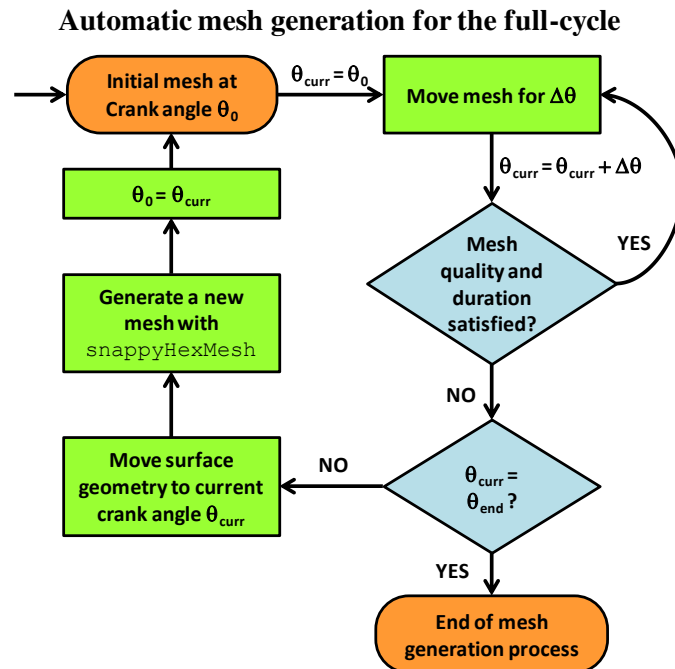 Automatic mesh generation for the full-cycle
Initial mesh at
Crank angle θ₀
θcurr = θ₀
Move mesh for Δθ
θcurr = θcurr + Δθ
YES
Mesh
quality and
duration
satisfied?
NO
θcurr =
θend ?
NO
YES
End of mesh
generation process
Move surface
geometry to current
crank angle θcurr
Generate a new
mesh with
snappyHexMesh
θ₀ = θcurr